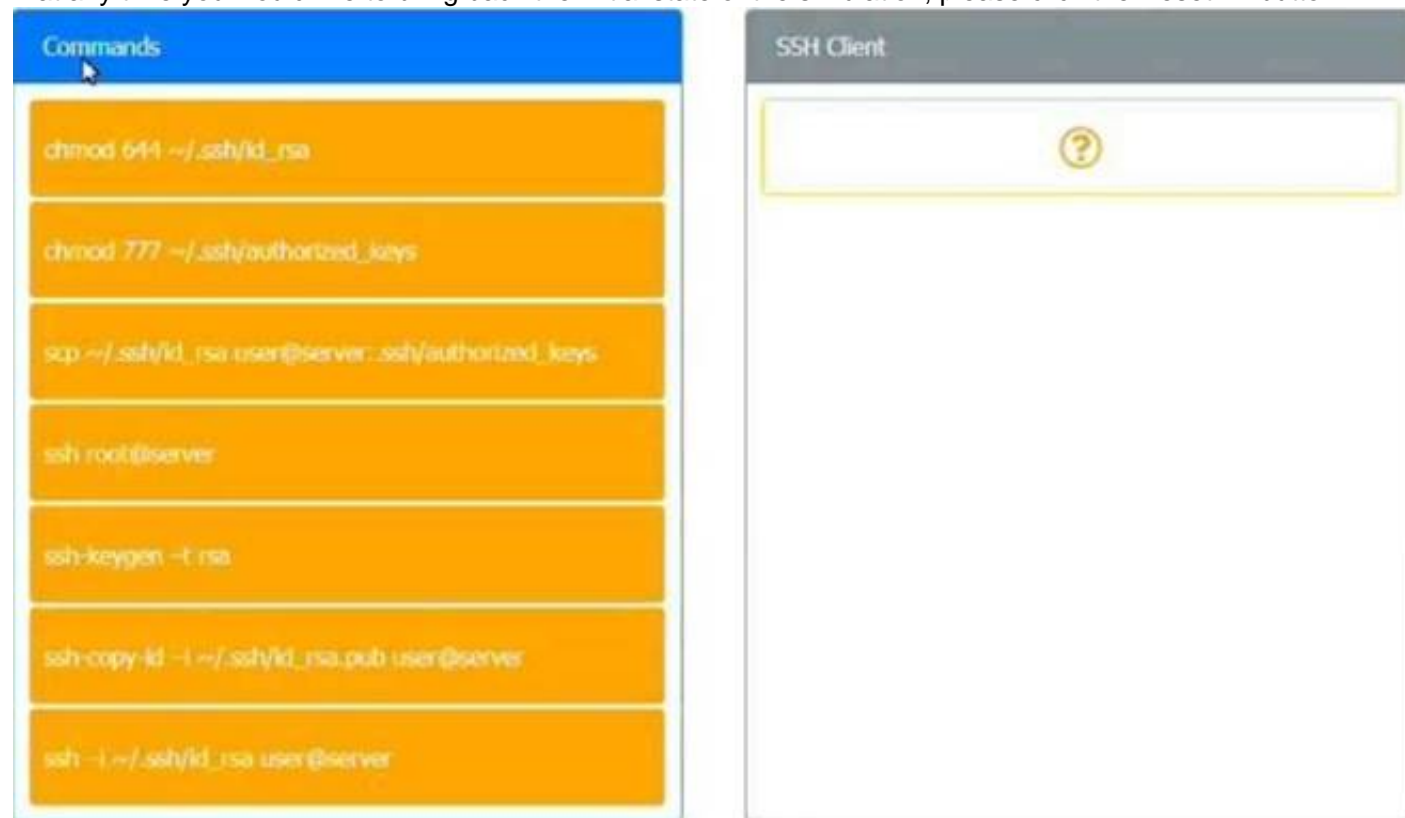 Commands
chmod 644 ~/.ssh/id_rsa
chmod 777 ~/.ssh/authorized_keys
scp ~/.ssh/id_rsa user@server:.ssh/authorized_keys
ssh root@server
ssh-keygen -t rsa
ssh-copy-id -i ~/.ssh/id_rsa.pub user@server
ssh -i ~/.ssh/id_rsa user@server
SSH Client
?